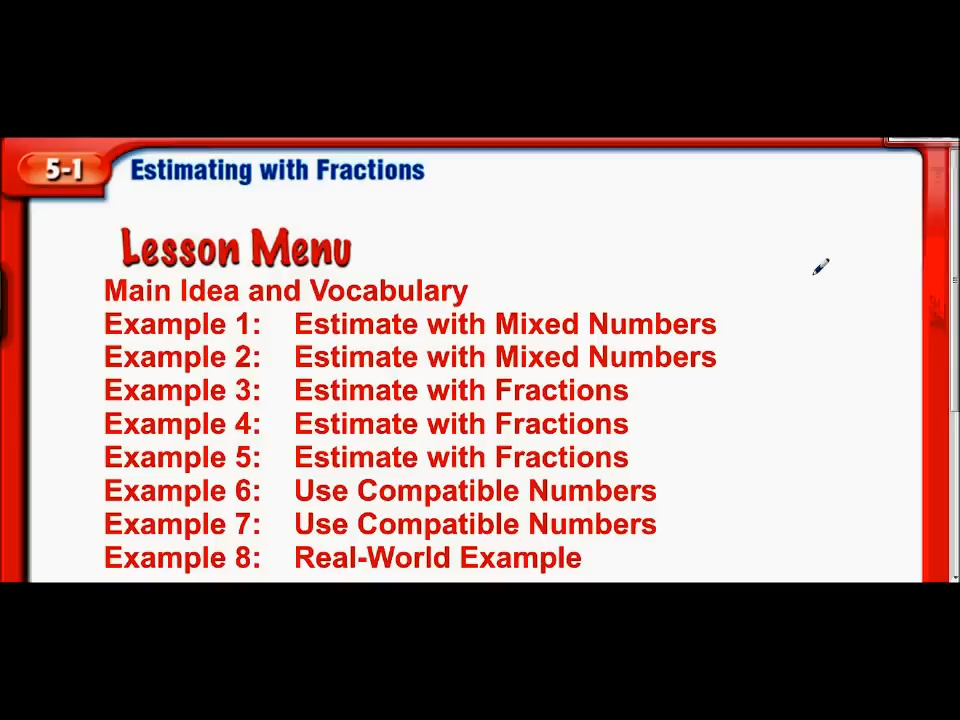 5-1 Estimating with Fractions
Lesson Menu
Main Idea and Vocabulary
Example 1: Estimate with Mixed Numbers
Example 2: Estimate with Mixed Numbers
Example 3: Estimate with Fractions
Example 4: Estimate with Fractions
Example 5: Estimate with Fractions
Example 6: Use Compatible Numbers
Example 7: Use Compatible Numbers
Example 8: Real-World Example